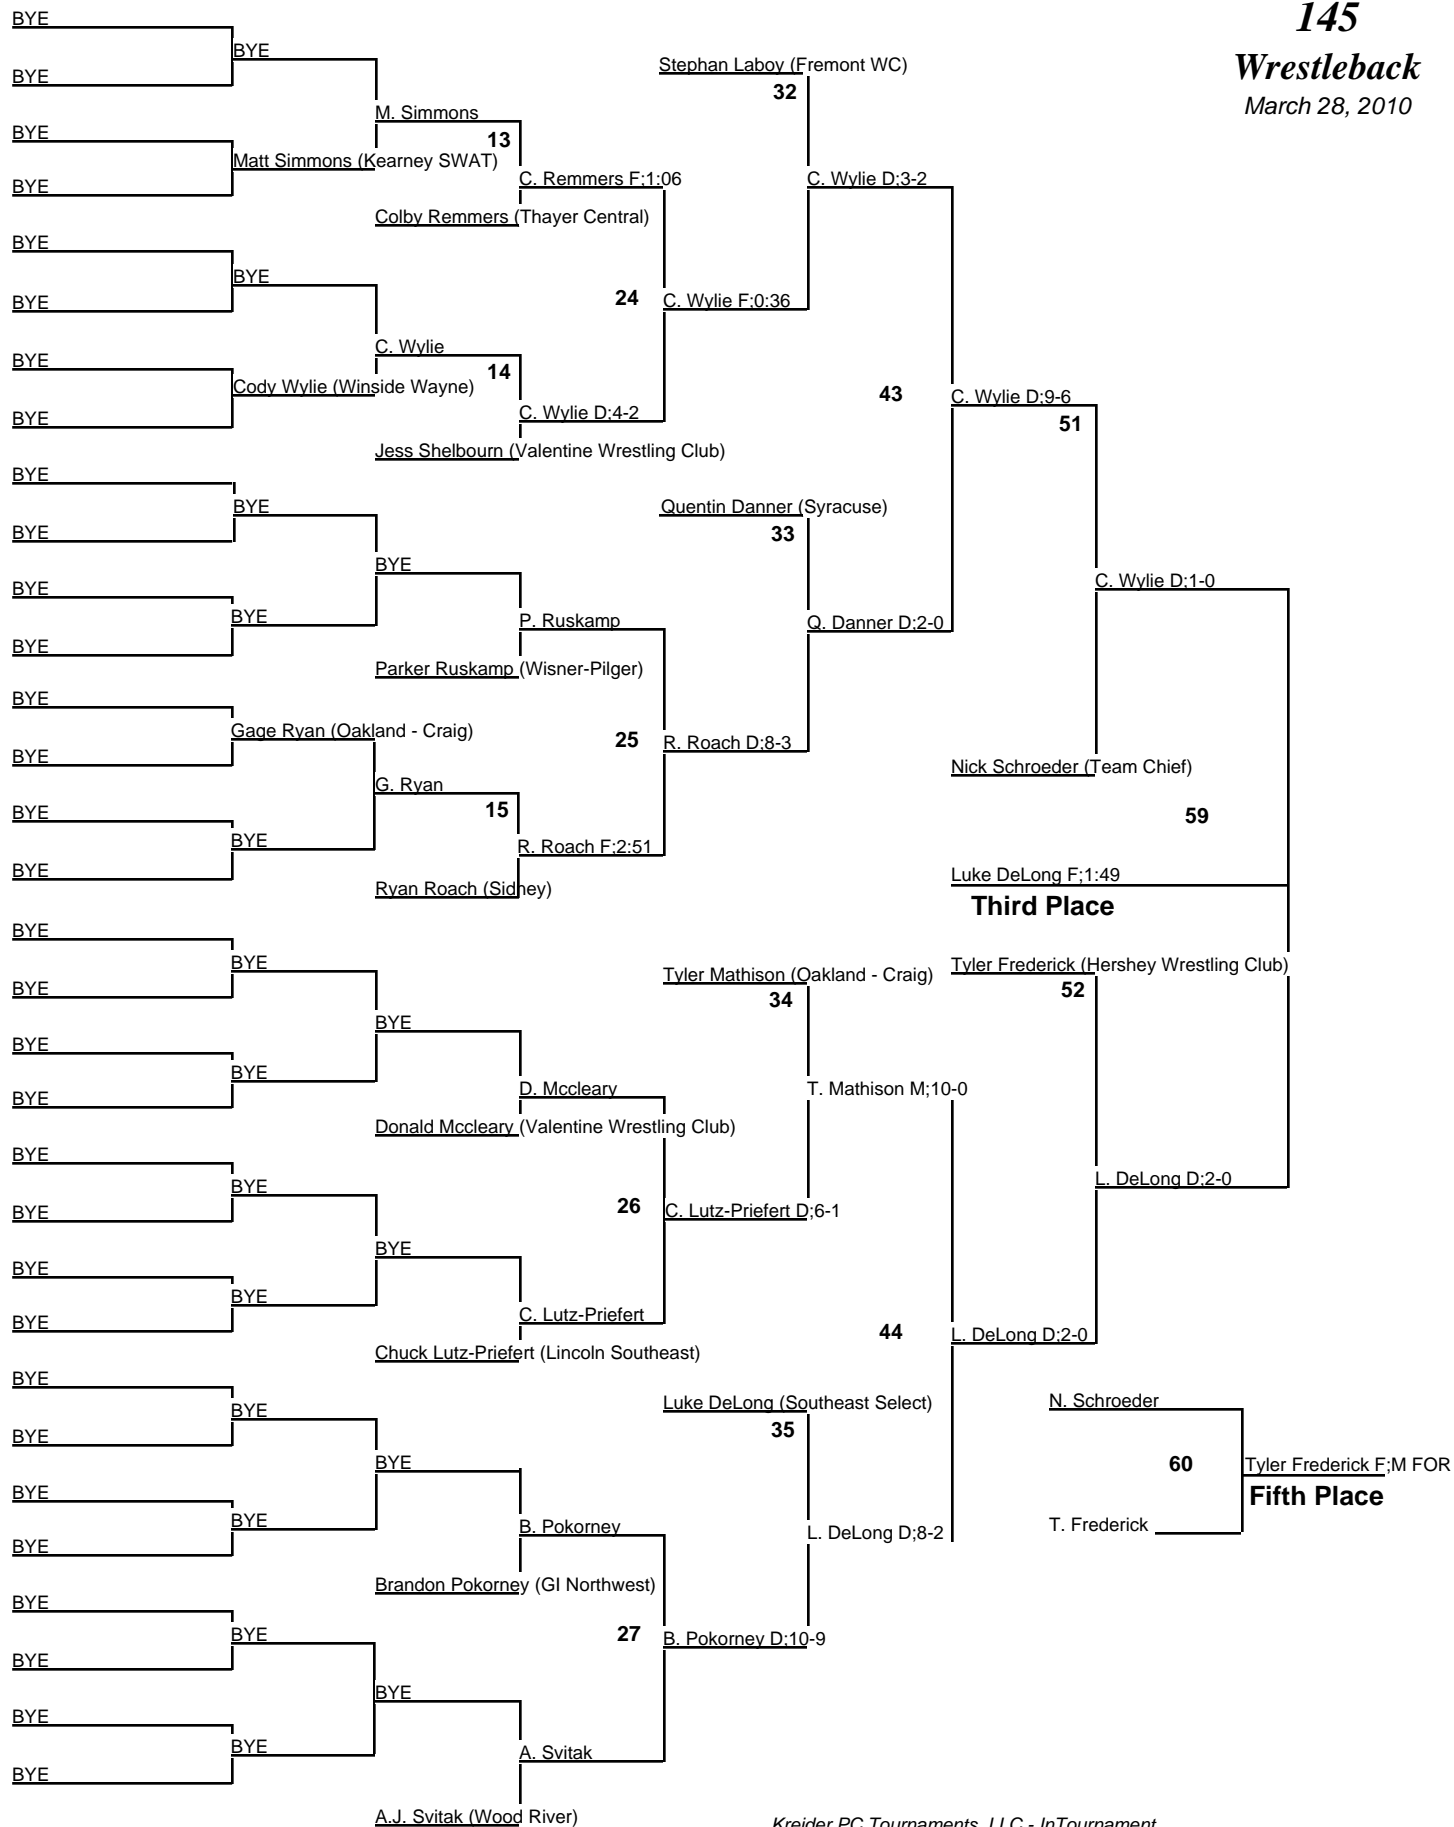 145
Wrestleback
March 28, 2010
BYE
BYE
BYE
Stephan Laboy (Fremont WC)
32
M. Simmons
BYE
13
Matt Simmons (Kearney SWAT)
BYE
C. Remmers F;1:06
C. Wylie D;3-2
Colby Remmers (Thayer Central)
BYE
BYE
BYE
24
C. Wylie F;0:36
C. Wylie
BYE
14
Cody Wylie (Winside Wayne)
43
C. Wylie D;9-6
BYE
C. Wylie D;4-2
51
Jess Shelbourn (Valentine Wrestling Club)
BYE
BYE
Quentin Danner (Syracuse)
BYE
33
BYE
C. Wylie D;1-0
BYE
BYE
P. Ruskamp
Q. Danner D;2-0
BYE
Parker Ruskamp (Wisner-Pilger)
BYE
Gage Ryan (Oakland - Craig)
25
R. Roach D;8-3
BYE
Nick Schroeder (Team Chief)
G. Ryan
15
59
BYE
BYE
R. Roach F;2:51
BYE
Luke DeLong F;1:49
Ryan Roach (Sidney)
Third Place
BYE
BYE
Tyler Mathison (Oakland - Craig)
Tyler Frederick (Hershey Wrestling Club)
BYE
34
52
BYE
BYE
BYE
D. Mccleary
T. Mathison M;10-0
BYE
Donald Mccleary (Valentine Wrestling Club)
BYE
BYE
L. DeLong D;2-0
BYE
26
C. Lutz-Priefert D;6-1
BYE
BYE
BYE
C. Lutz-Priefert
BYE
44
L. DeLong D;2-0
Chuck Lutz-Priefert (Lincoln Southeast)
BYE
BYE
Luke DeLong (Southeast Select)
N. Schroeder
BYE
35
BYE
60
Tyler Frederick F;M FOR
BYE
Fifth Place
BYE
B. Pokorney
L. DeLong D;8-2
T. Frederick
BYE
Brandon Pokorney (GI Northwest)
BYE
BYE
27
B. Pokorney D;10-9
BYE
BYE
BYE
BYE
A. Svitak
BYE
A.J. Svitak (Wood River)
Kreider PC Tournaments, LLC - InTournament